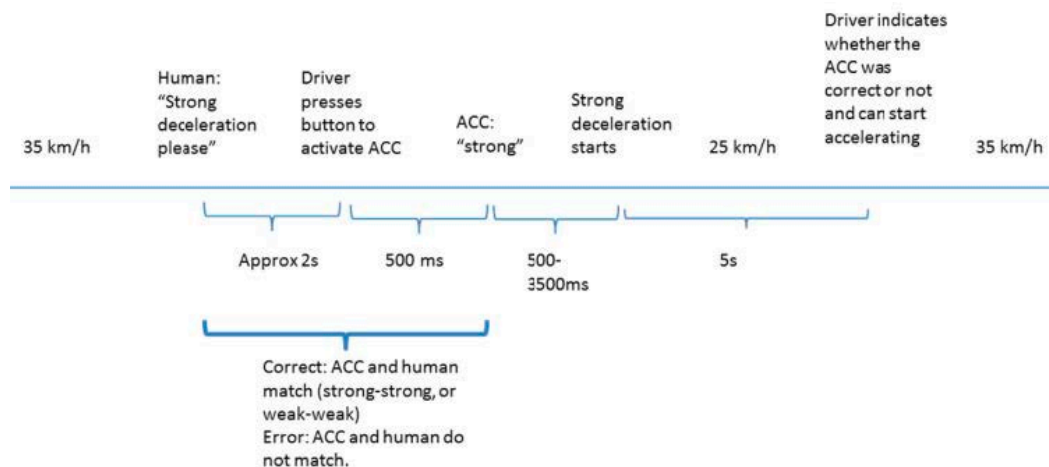 35 km/h
Human:
“Strong
deceleration
please”
Driver
presses
button to
activate ACC
ACC:
“strong”
Strong
deceleration
starts
25 km/h
Driver indicates
whether the
ACC was
correct or not
and can start
accelerating
35 km/h
Approx 2s
500 ms
500-
3500ms
5s
Correct: ACC and human
match (strong-strong, or
weak-weak)
Error: ACC and human do
not match.